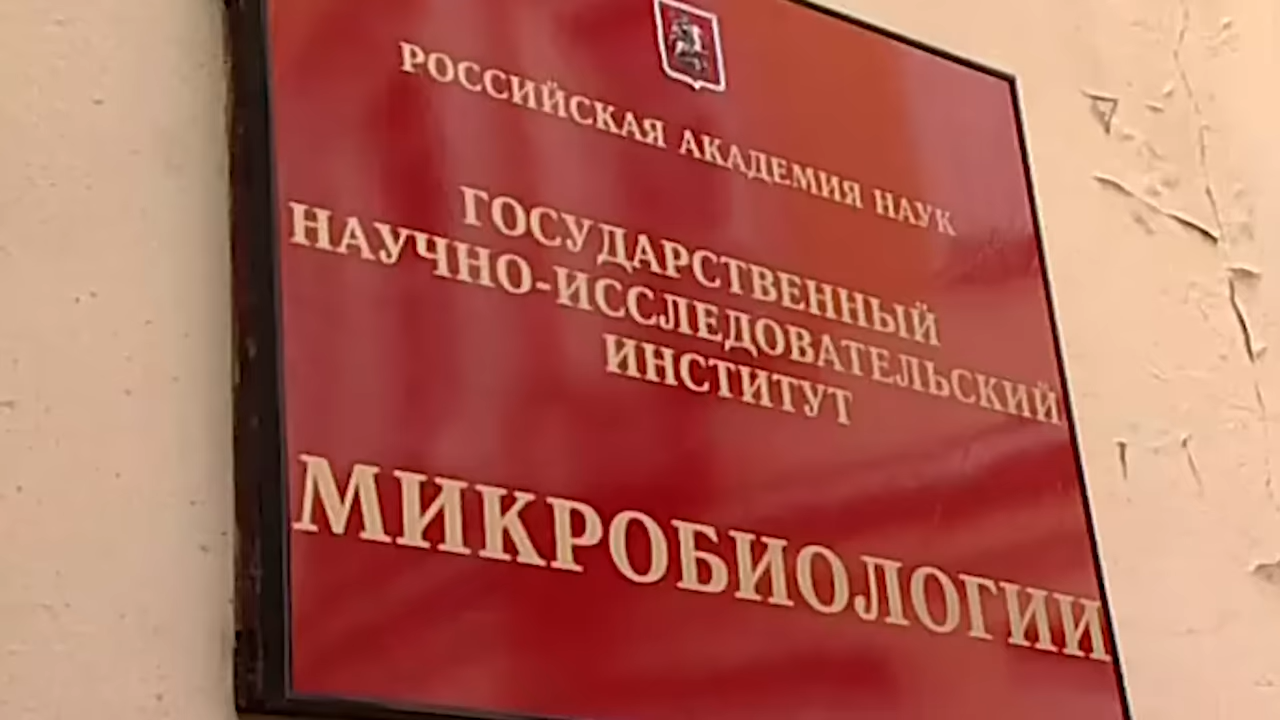 РОССИЙСКАЯ АКАДЕМИЯ НАУК
ГОСУДАРСТВЕННЫЙ
НАУЧНО-ИССЛЕДОВАТЕЛЬСКИЙ
ИНСТИТУТ
МИКРОБИОЛОГИИ